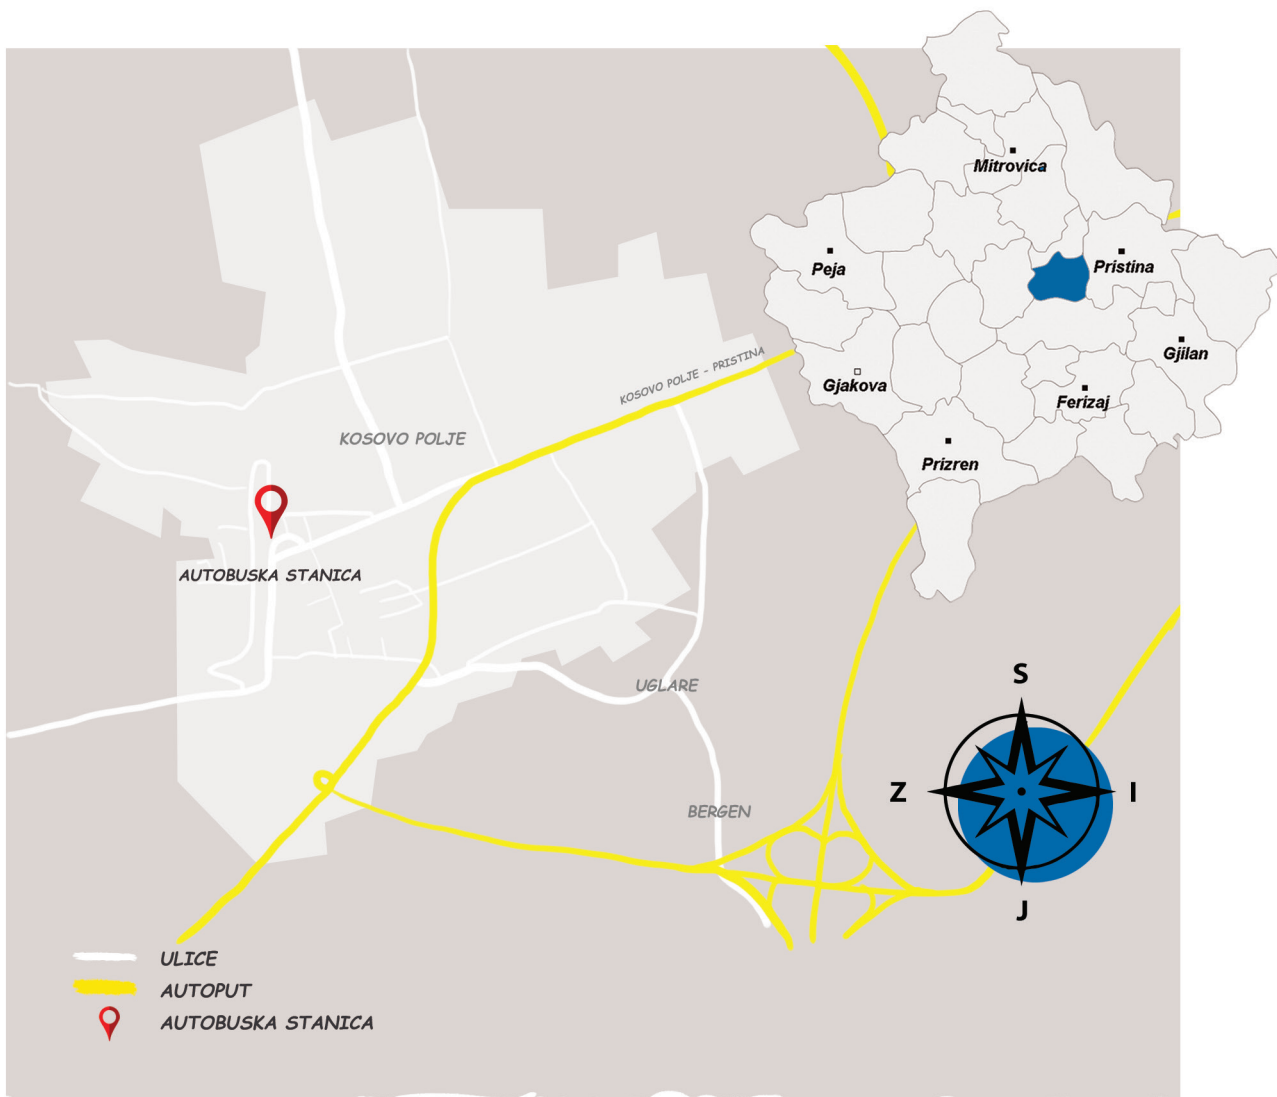 Mitrovica
Peja
Pristina
Gjilan
Gjakova
Ferizaj
Prizren
KOSOVO POLJE - PRISTINA
KOSOVO POLJE
AUTOBUSKA STANICA
UGLARE
BERGEN
S
Z
I
J
ULICE
AUTOPUT
AUTOBUSKA STANICA